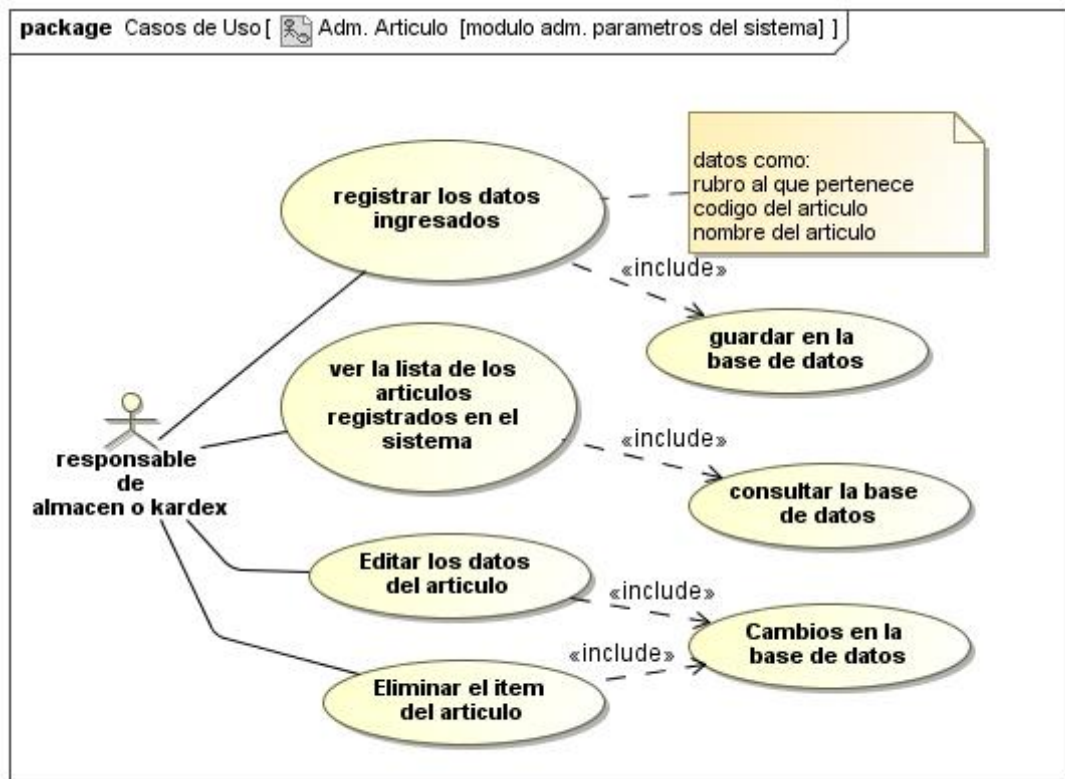 package Casos de Uso[ Adm. Articulo [modulo adm. parametros del sistema] ]
datos como:
rubro al que pertenece
codigo del articulo
nombre del articulo
registrar los datos
ingresados
«include»
guardar en la
base de datos
ver la lista de los
articulos
registrados en el
sistema
«include»
consultar la base
de datos
responsable
de
almacen o kardex
Editar los datos
del articulo
«include»
Cambios en la
base de datos
«include»
Eliminar el item
del articulo